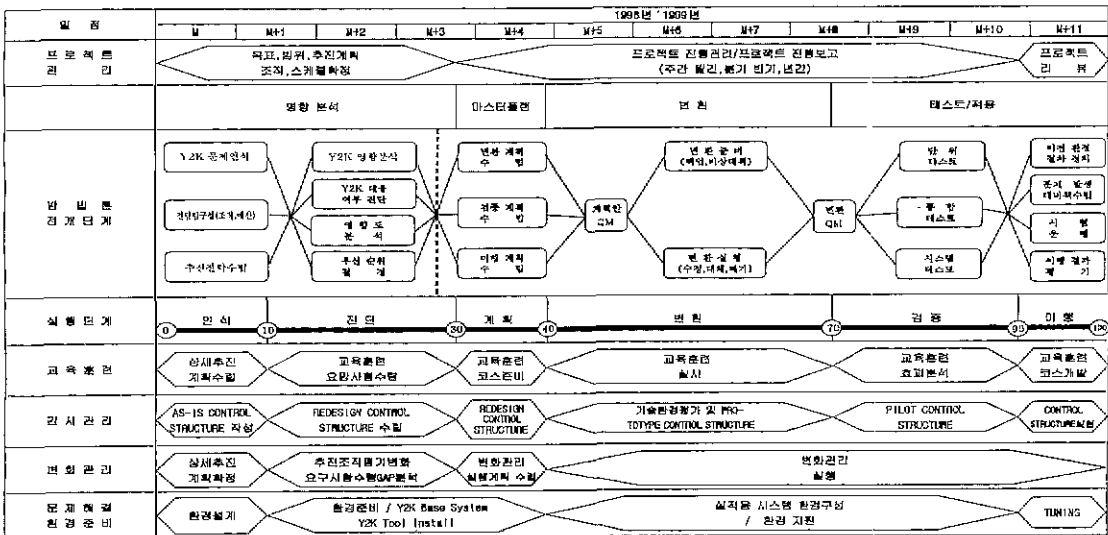 일 정
1998년 1999년
M M+1 M+2 M+3 M+4 M+5 M+6 M+7 M+8 M+9 M+10 M+11
프로젝트
관 리
목표,범위,추진계획
조직,스케쥴확정
프로젝트 진행관리/프로젝트 진행보고
(주간 월간,분기 반기,년간)
프로젝트
리 뷰
영향 분석
마스터플랜
변 환
테스트/적용
방 법 론
전개단계
Y2K 문제인식
추진전략수립
Y2K 영향분석
Y2K 대응
여부 진단
영 향 도
분 석
우선 순위
결 정
변환 계획
수 립
검증 계획
수 립
이행 계획
수 립
계획안
QM
변 환 준 비
(백업,비상대책)
변 환 실 행
(수정,대체,폐기)
변환
QM
단 위
테스트
통 합
테스트
시스템
테스트
이전 환경
절차 정의
문제 발생
대비책수립
시 험
운 영
이행 결과
평 가
실행단계
0 인 식 10 진 단 30 계 획 40 변 환 70 검 증 95 이 행 100
교육훈련
상세추진
계획수립
교육훈련
요망사항수렴
교육훈련
코스준비
교육훈련
실시
교육훈련
효과분석
교육훈련
코스개발
감시관리
AS-IS CONTROL
STRUCTURE 작성
REDESIGN CONTROL
STRUCTURE 수립
REDESIGN
CONTROL
STRUCTURE
기술환경평가 및 PRO-
TOTYPE CONTROL STRUCTURE
PILOT CONTROL
STRUCTURE
CONTROL
STRUCTURE실현
변화관리
상세추진
계획확정
추진조직평가변화
요구사항수렴GAP분석
변화관리
실행계획 수립
변화관리
실행
문제해결
환경준비
환경설계
환경준비 / Y2K Base System
Y2K Tool Install
실적용 시스템 환경구성
/ 환경 지원
TUNING